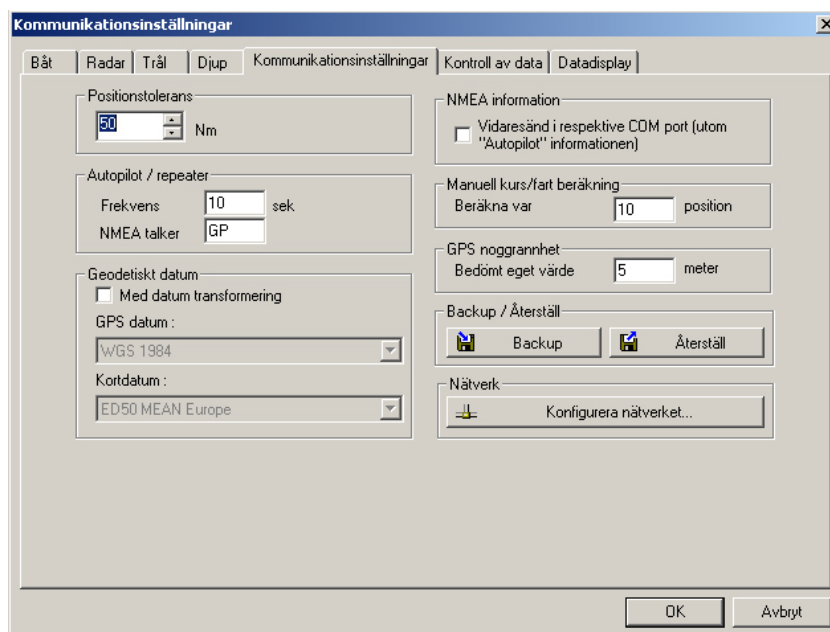 Kommunikationsinställningar
Båt
Radar
Trål
Djup
Kommunikationsinställningar
Kontroll av data
Datadisplay
Positionstolerans
50
Nm
Autopilot / repeater
Frekvens
10
sek
NMEA talker
GP
Geodetiskt datum
Med datum transformering
GPS datum :
WGS 1984
Kortdatum :
ED50 MEAN Europe
NMEA information
Vidaresänd i respektive COM port (utom
"Autopilot" informationen)
Manuell kurs/fart beräkning
Beräkna var
10
position
GPS noggrannhet
Bedömt eget värde
5
meter
Backup / Återställ
Backup
Återställ
Nätverk
Konfigurera nätverket...
OK
Avbryt